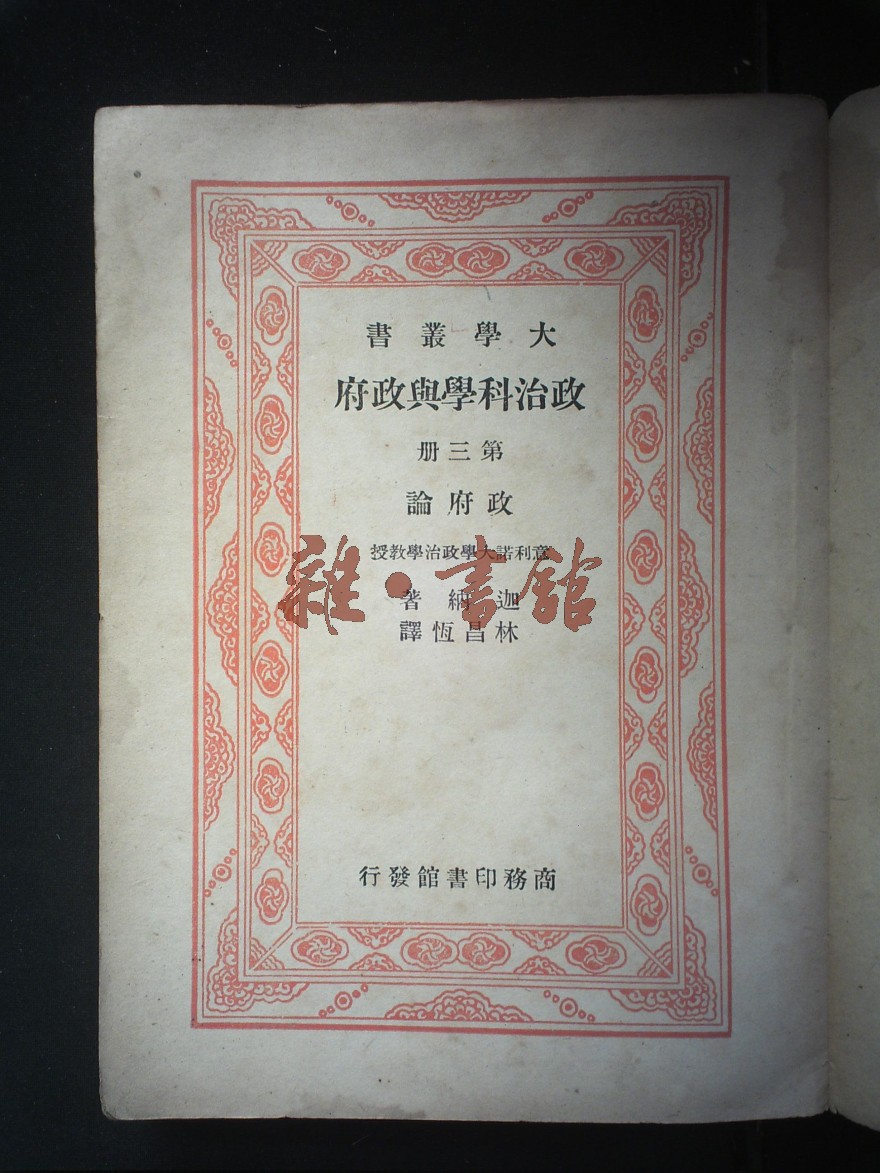 大學叢書
政治科學與政府
第三册
政府論
意利諾大學政治學教授
迦納著
林昌恆譯
商務印書館發行
雜·書館